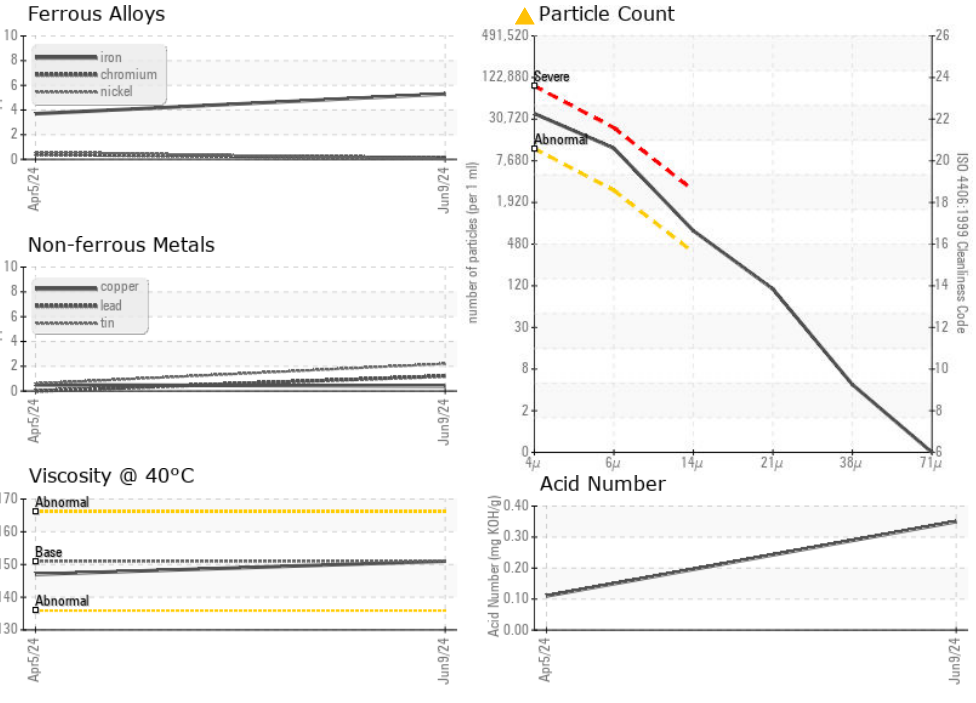 Ferrous Alloys
10
8
6
4
2
0
iron
chromium
nickel
Apr5/24
Jun9/24
Non-ferrous Metals
10
8
6
4
2
0
copper
lead
tin
Apr5/24
Jun9/24
Viscosity @ 40°C
170
160
150
140
130
Abnormal
Base
Abnormal
Apr5/24
Jun9/24
Particle Count
number of particles (per 1 ml)
491,520
122,880
30,720
7,680
1,920
480
120
30
8
2
0
Severe
Abnormal
26
24
22
20
18
16
14
12
10
8
6
ISO 4406:1999 Cleanliness Code
4µ
6µ
14µ
21µ
38µ
71µ
Acid Number
Acid Number (mg KOH/g)
0.40
0.30
0.20
0.10
0.00
Apr5/24
Jun9/24